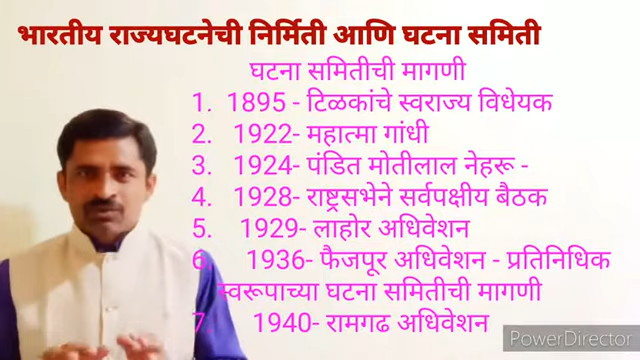 भारतीय राज्यघटनेची निर्मिती आणि घटना समिती
घटना समितीची मागणी
1. 1895 - टिळकांचे स्वराज्य विधेयक
2. 1922- महात्मा गांधी
3. 1924- पंडित मोतीलाल नेहरू -
4. 1928- राष्ट्रसभेने सर्वपक्षीय बैठक
5. 1929- लाहोर अधिवेशन
6. 1936- फैजपूर अधिवेशन - प्रतिनिधिक
स्वरूपाच्या घटना समितीची मागणी
7. 1940- रामगढ अधिवेशन
PowerDirector